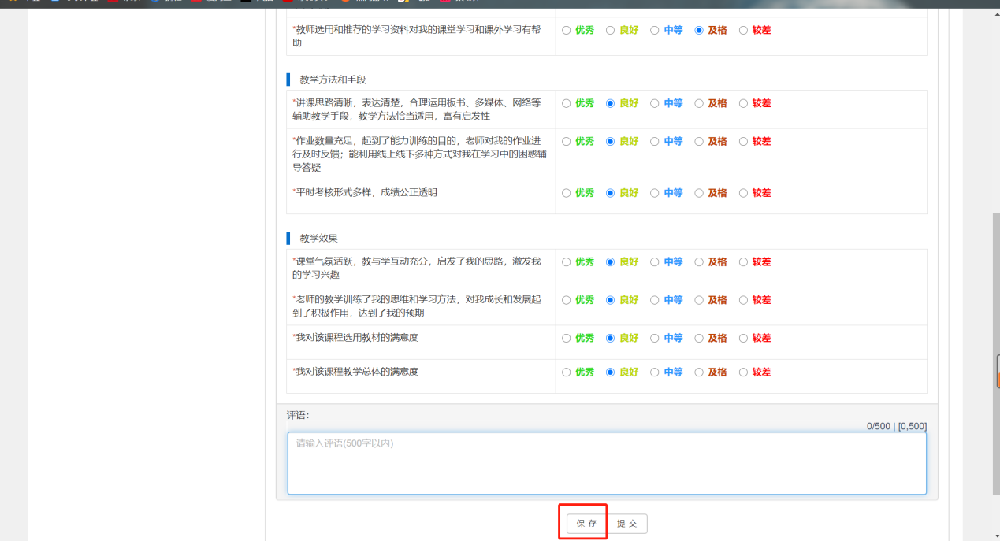 *教师选用和推荐的学习资料对我的课堂学习和课外学习有帮
助
优秀 良好 中等 及格 较差
教学方法和手段
*讲课思路清晰，表达清楚，合理运用板书、多媒体、网络等
辅助教学手段，教学方法恰当适用，富有启发性
优秀 良好 中等 及格 较差
*作业数量充足，起到了能力训练的目的，老师对我的作业进
行及时反馈；能利用线上线下多种方式对我在学习中的困惑辅
导答疑
优秀 良好 中等 及格 较差
*平时考核形式多样，成绩公正透明
优秀 良好 中等 及格 较差
教学效果
*课堂气氛活跃，教与学互动充分，启发了我的思路，激发我
的学习兴趣
优秀 良好 中等 及格 较差
*老师的教学训练了我的思维和学习方法，对我成长和发展起
到了积极作用，达到了我的预期
优秀 良好 中等 及格 较差
*我对该课程选用教材的满意度
优秀 良好 中等 及格 较差
*我对该课程教学总体的满意度
优秀 良好 中等 及格 较差
评语：
0/500 | [0,500]
请输入评语(500字以内)
保 存 提 交